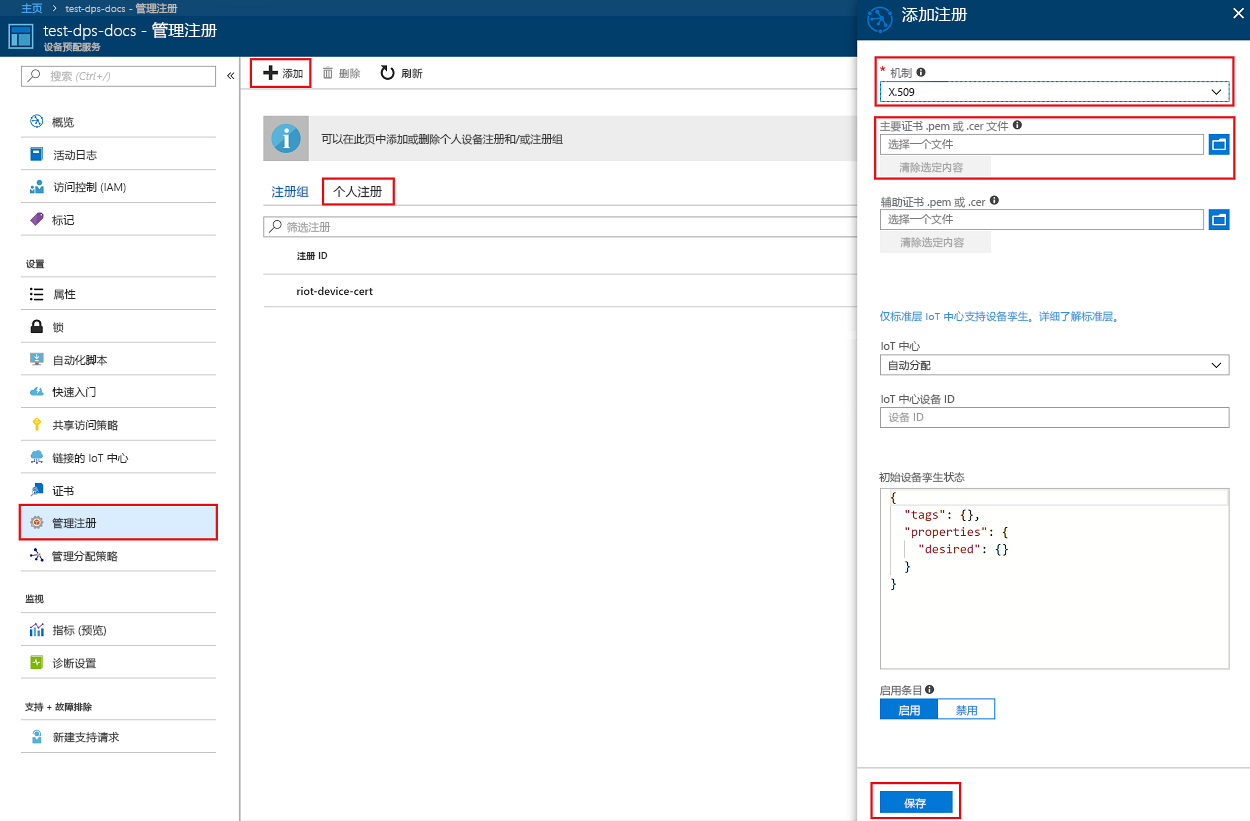 主页 > test-dps-docs - 管理注册
test-dps-docs - 管理注册
设备预配服务
搜索 (Ctrl+/)
«
概览
活动日志
访问控制 (IAM)
标记
设置
属性
锁
自动化脚本
快速入门
共享访问策略
链接的 IoT 中心
证书
管理注册
管理分配策略
监视
指标 (预览)
诊断设置
支持 + 故障排除
新建支持请求
添加 删除 刷新
可以在此页中添加或删除个人设备注册和/或注册组
注册组 个人注册
筛选注册
注册 ID
riot-device-cert
添加注册
* 机制
X.509
主要证书 .pem 或 .cer 文件
选择一个文件
清除选定内容
辅助证书 .pem 或 .cer
选择一个文件
清除选定内容
仅标准层 IoT 中心支持设备孪生。详细了解标准层。
IoT 中心
自动分配
IoT 中心设备 ID
设备 ID
初始设备孪生状态
{
"tags": {},
"properties": {
"desired": {}
}
}
启用条目
启用 禁用
保存